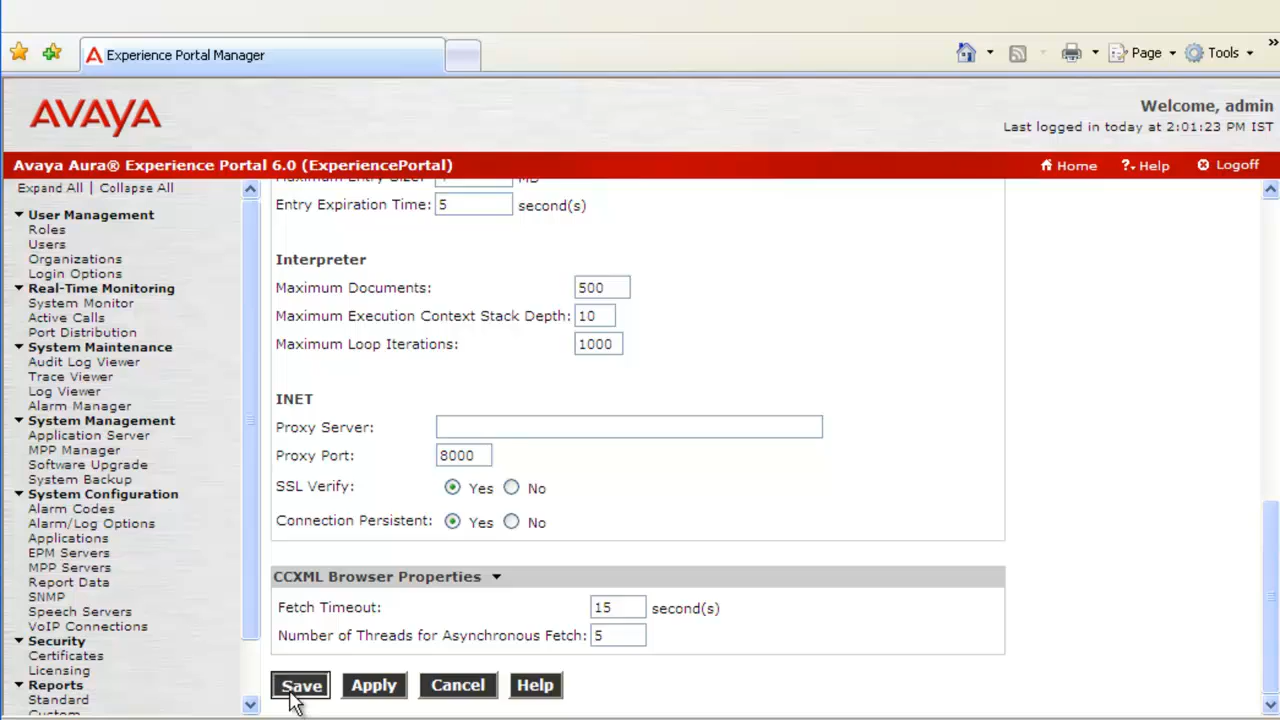 Experience Portal Manager
Page
Tools
»
AVAYA
Welcome, admin
Last logged in today at 2:01:23 PM IST
Avaya Aura® Experience Portal 6.0 (ExperiencePortal)
Home
?
Help
Logoff
Expand All | Collapse All
User Management
Roles
Users
Organizations
Login Options
Real-Time Monitoring
System Monitor
Active Calls
Port Distribution
System Maintenance
Audit Log Viewer
Trace Viewer
Log Viewer
Alarm Manager
System Management
Application Server
MPP Manager
Software Upgrade
System Backup
System Configuration
Alarm Codes
Alarm/Log Options
Applications
EPM Servers
MPP Servers
Report Data
SNMP
Speech Servers
VoIP Connections
Security
Certificates
Licensing
Reports
Standard
Custom
Maximum Entry Size: MB
Entry Expiration Time: 5 second(s)
Interpreter
Maximum Documents: 500
Maximum Execution Context Stack Depth: 10
Maximum Loop Iterations: 1000
INET
Proxy Server:
Proxy Port: 8000
SSL Verify: Yes No
Connection Persistent: Yes No
CCXML Browser Properties
Fetch Timeout: 15 second(s)
Number of Threads for Asynchronous Fetch: 5
Save Apply Cancel Help